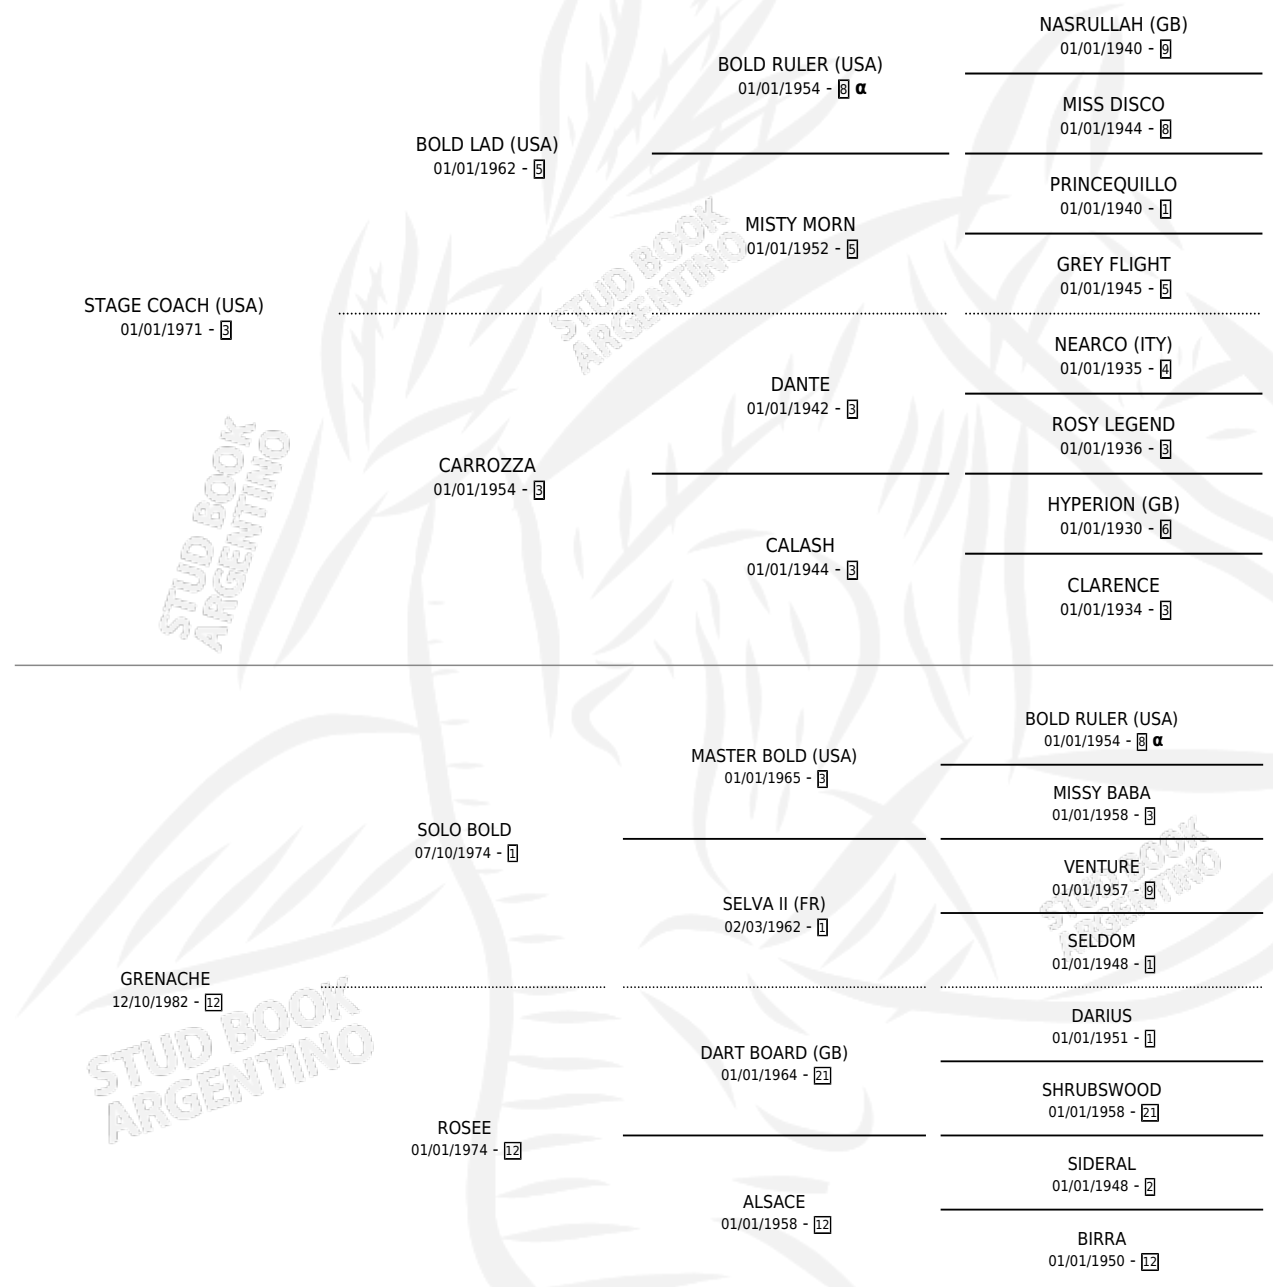 NASRULLAH (GB)
01/01/1940 - 9
BOLD RULER (USA)
01/01/1954 - 8 α
MISS DISCO
01/01/1944 - 8
BOLD LAD (USA)
01/01/1962 - 5
PRINCEQUILLO
01/01/1940 - 1
MISTY MORN
01/01/1952 - 5
GREY FLIGHT
01/01/1945 - 5
STAGE COACH (USA)
01/01/1971 - 3
NEARCO (ITY)
01/01/1935 - 4
DANTE
01/01/1942 - 3
ROSY LEGEND
01/01/1936 - 3
CARROZZA
01/01/1954 - 3
HYPERION (GB)
01/01/1930 - 6
CALASH
01/01/1944 - 3
CLARENCE
01/01/1934 - 3
BOLD RULER (USA)
01/01/1954 - 8 α
MASTER BOLD (USA)
01/01/1965 - 3
MISSY BABA
01/01/1958 - 3
SOLO BOLD
07/10/1974 - 1
VENTURE
01/01/1957 - 9
SELVA II (FR)
02/03/1962 - 1
SELDOM
01/01/1948 - 1
GRENACHE
12/10/1982 - 12
DARIUS
01/01/1951 - 1
DART BOARD (GB)
01/01/1964 - 21
SHRUBSWOOD
01/01/1958 - 21
ROSEE
01/01/1974 - 12
SIDERAL
01/01/1948 - 2
ALSACE
01/01/1958 - 12
BIRRA
01/01/1950 - 12
STUD BOOK
ARGENTINO
STUD BOOK
ARGENTINO
STUD BOOK
ARGENTINO
STUD BOOK
ARGENTINO